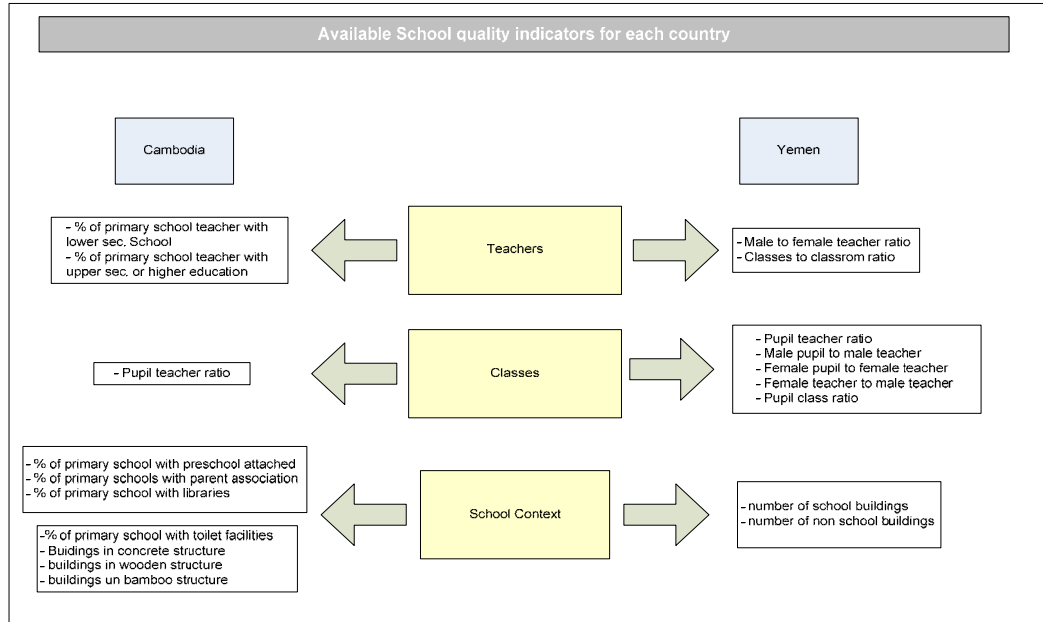 Available School quality indicators for each country
Cambodia
Yemen
- % of primary school teacher with
lower sec. School
- % of primary school teacher with
upper sec. or higher education
Teachers
- Male to female teacher ratio
- Classes to classrom ratio
- Pupil teacher ratio
Classes
- Pupil teacher ratio
- Male pupil to male teacher
- Female pupil to female teacher
- Female teacher to male teacher
- Pupil class ratio
- % of primary school with preschool attached
- % of primary schools with parent association
- % of primary school with libraries
-% of primary school with toilet facilities
- Buidings in concrete structure
- buildings in wooden structure
- buildings un bamboo structure
School Context
- number of school buildings
- number of non school buildings